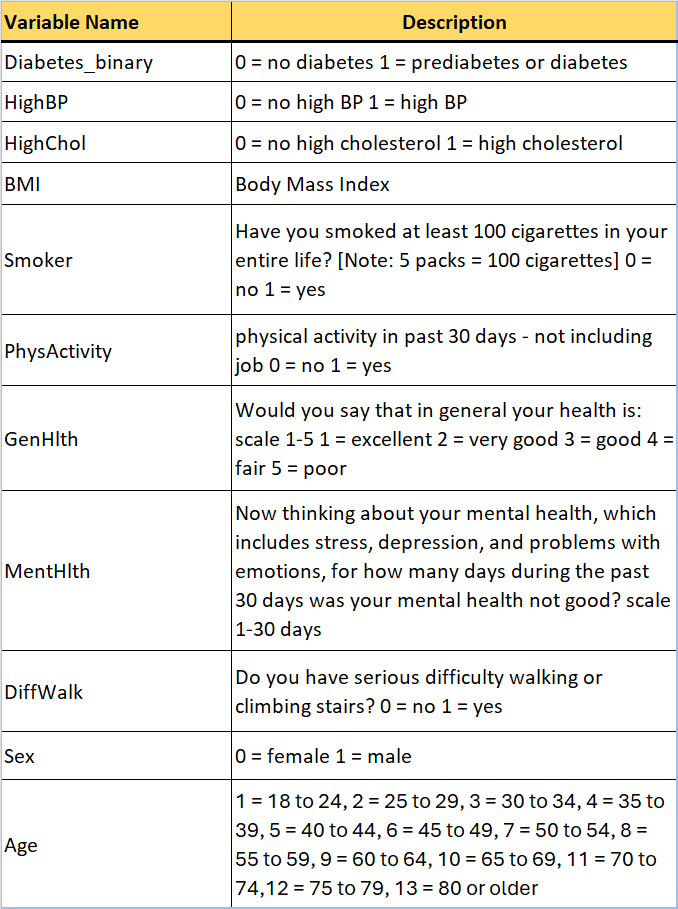 Variable Name Description
Diabetes_binary 0 = no diabetes 1 = prediabetes or diabetes
HighBP 0 = no high BP 1 = high BP
HighChol 0 = no high cholesterol 1 = high cholesterol
BMI Body Mass Index
Smoker
Have you smoked at least 100 cigarettes in your
entire life? [Note: 5 packs = 100 cigarettes] 0 =
no 1 = yes
PhysActivity
physical activity in past 30 days - not including
job 0 = no 1 = yes
GenHlth
Would you say that in general your health is:
scale 1-5 1 = excellent 2 = very good 3 = good 4 =
fair 5 = poor
MentHlth
Now thinking about your mental health, which
includes stress, depression, and problems with
emotions, for how many days during the past
30 days was your mental health not good? scale
1-30 days
DiffWalk
Do you have serious difficulty walking or
climbing stairs? 0 = no 1 = yes
Sex 0 = female 1 = male
Age
1 = 18 to 24, 2 = 25 to 29, 3 = 30 to 34, 4 = 35 to
39, 5 = 40 to 44, 6 = 45 to 49, 7 = 50 to 54, 8 =
55 to 59, 9 = 60 to 64, 10 = 65 to 69, 11 = 70 to
74,12 = 75 to 79, 13 = 80 or older